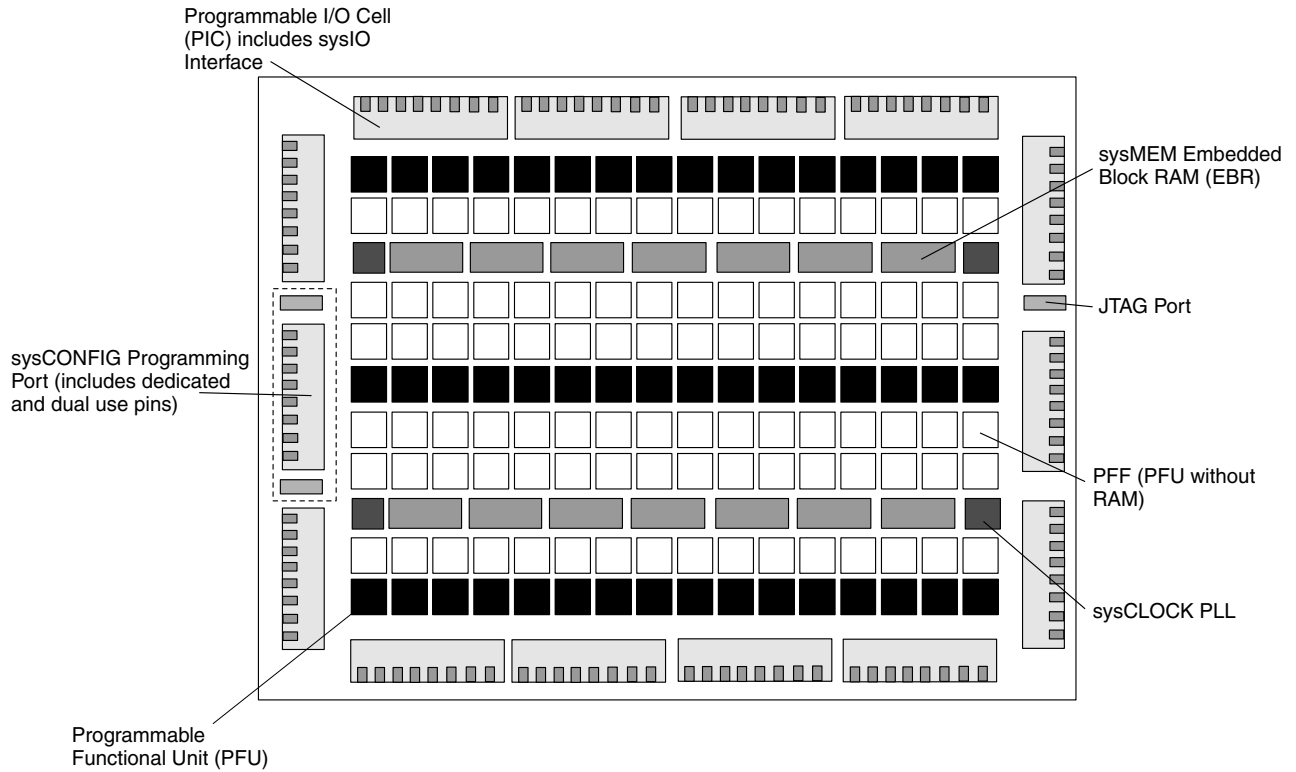 Programmable I/O Cell
(PIC) includes sysIO
Interface
sysMEM Embedded
Block RAM (EBR)
JTAG Port
sysCONFIG Programming
Port (includes dedicated
and dual use pins)
PFF (PFU without
RAM)
sysCLOCK PLL
Programmable
Functional Unit (PFU)